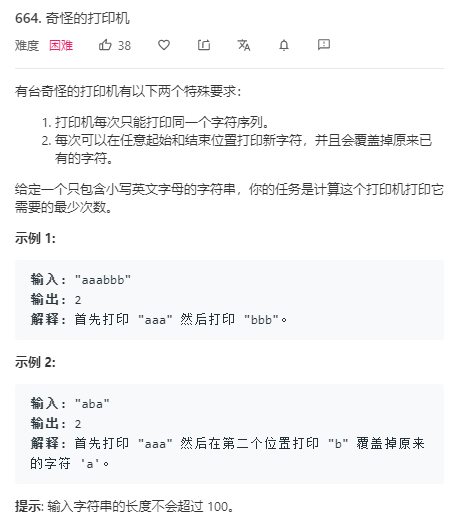 664. 奇怪的打印机
难度 困难 38
有台奇怪的打印机有以下两个特殊要求：
1. 打印机每次只能打印同一个字符序列。
2. 每次可以在任意起始和结束位置打印新字符，并且会覆盖掉原来已
有的字符。
给定一个只包含小写英文字母的字符串，你的任务是计算这个打印机打印它
需要的最少次数。
示例 1:
输入: "aaabbb"
输出: 2
解释: 首先打印 "aaa" 然后打印 "bbb"。
示例 2:
输入: "aba"
输出: 2
解释: 首先打印 "aaa" 然后在第二个位置打印 "b" 覆盖掉原来
的字符 'a'。
提示: 输入字符串的长度不会超过 100。